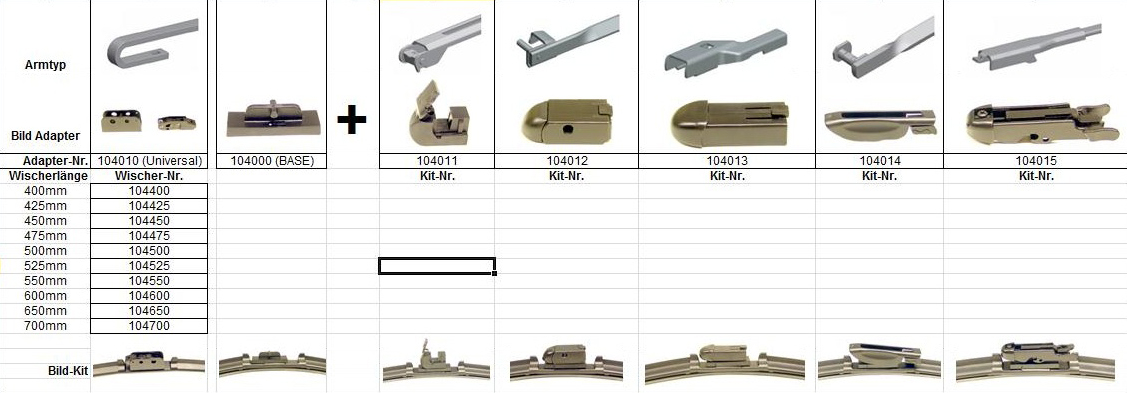 Armtyp
+
Bild Adapter
Adapter-Nr. 104010 (Universal) 104000 (BASE) 104011 104012 104013 104014 104015
Wischerlänge Wischer-Nr. Kit-Nr. Kit-Nr. Kit-Nr. Kit-Nr. Kit-Nr.
400mm 104400
425mm 104425
450mm 104450
475mm 104475
500mm 104500
525mm 104525
550mm 104550
600mm 104600
650mm 104650
700mm 104700
Bild-Kit